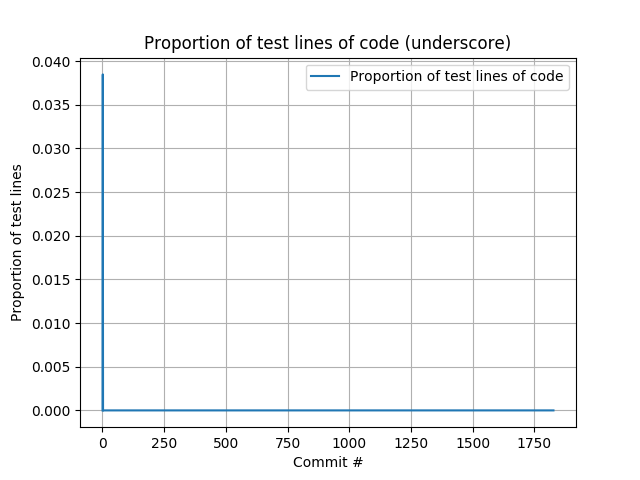 Proportion of test lines of code (underscore)
Proportion of test lines of code
0.040
0.035
0.030
0.025
0.020
0.015
0.010
0.005
0.000
Proportion of test lines
0 250 500 750 1000 1250 1500 1750
Commit #